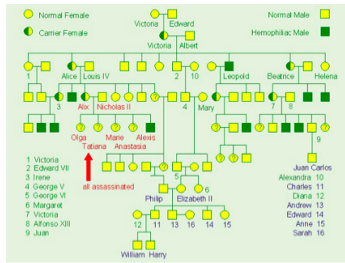 Normal Female
Victoria Edward
Normal Male
Carrier Female
Victoria Albert
Hemophiliac Male
1 Alice Louis IV 2 10 Leopold Beatrice Helena
3 Alix Nicholas II 4 Mary 7 8
Olga Marie Alexis
Tatiana Anastasia
9
1 Victoria
2 Edward VII
3 Irene
4 George V
5 George VI
6 Margaret
7 Victoria
8 Alfonso XIII
9 Juan
all assassinated
5
Philip Elizabeth II 6
Juan Carlos
Alexandra 10
Charles 11
Diana 12
Andrew 13
Edward 14
Anne 15
Sarah 16
12 11 13 16 14 15
William Harry